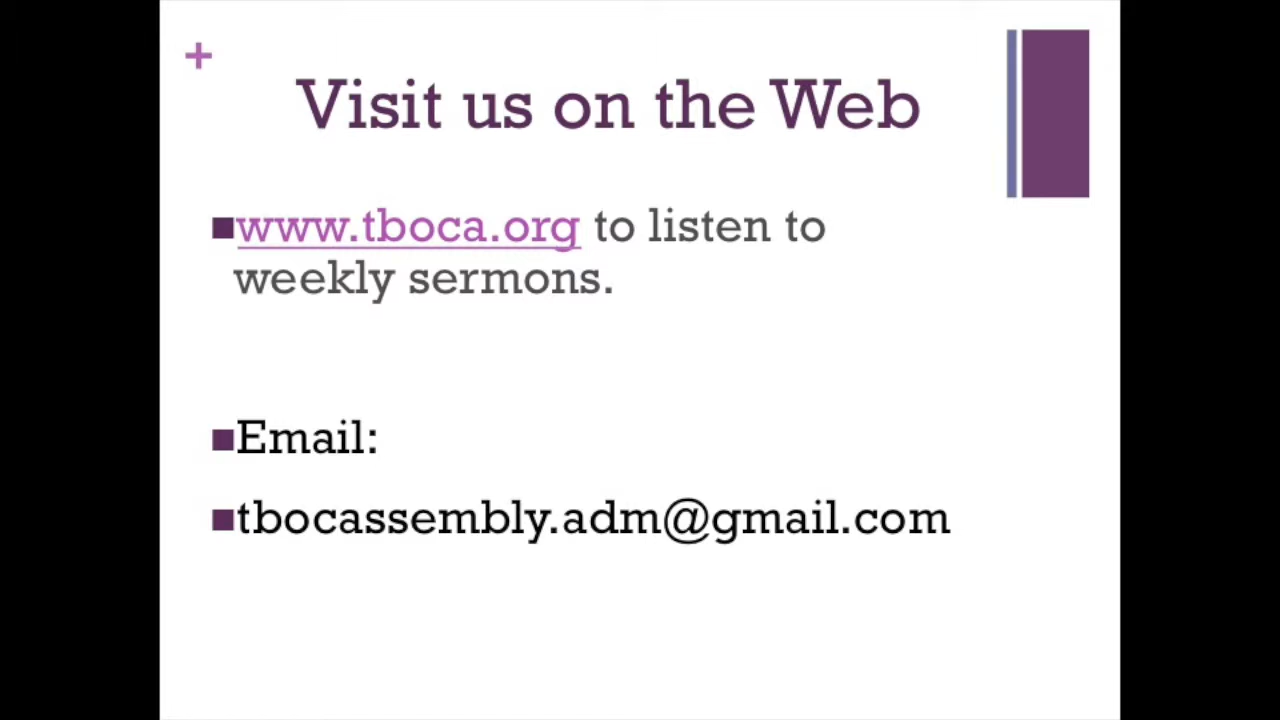 +
Visit us on the Web
www.tboca.org to listen to
weekly sermons.
Email:
tbocassembly.adm@gmail.com